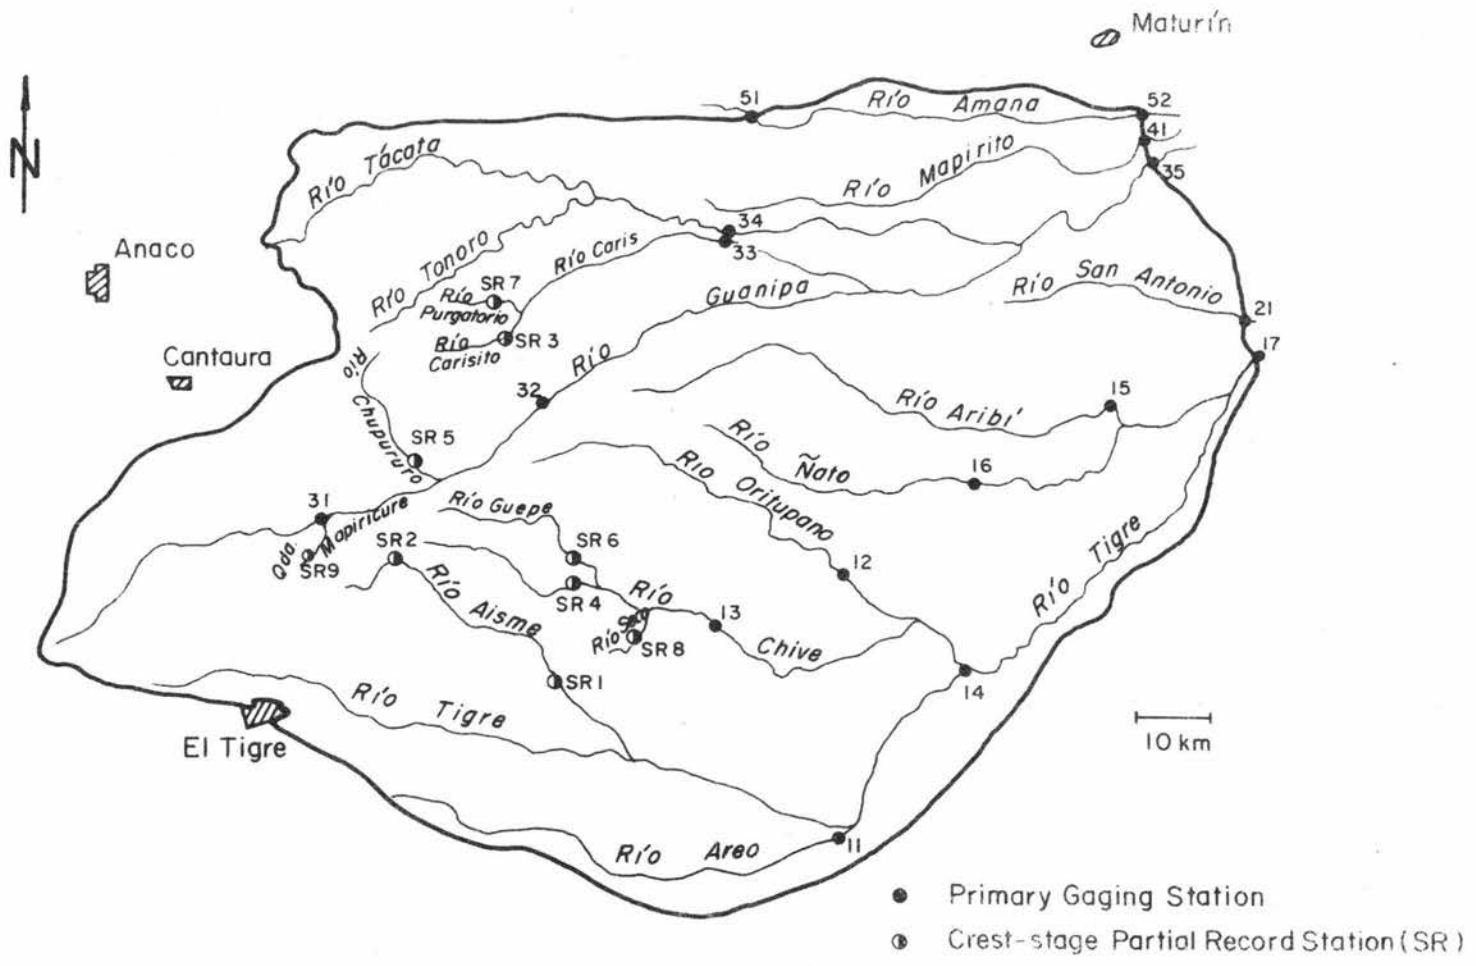 Maturín
51
Río Amana
52
41
35
Río Tácata
Río Mapirito
N
Anaco
34
33
Río Tonoro
Río Caris
SR 7
Río Purgatorio
Guanipa
Río San Antonio
21
17
Río Carisito
SR 3
Cantaura
Río
Río Chupururo
32
15
Río Aribí
Río Ñato
16
SR 5
Río Oritupano
31
Mapiricure
Río Guepe
Qda.
SR9
SR2
SR 6
12
Río Tigre
Río Aisme
SR 4
Río
13
Río
SR 8
Chive
SR 1
14
10 km
Río Tigre
El Tigre
11
Río Areo
Primary Gaging Station
Crest-stage Partial Record Station (SR)